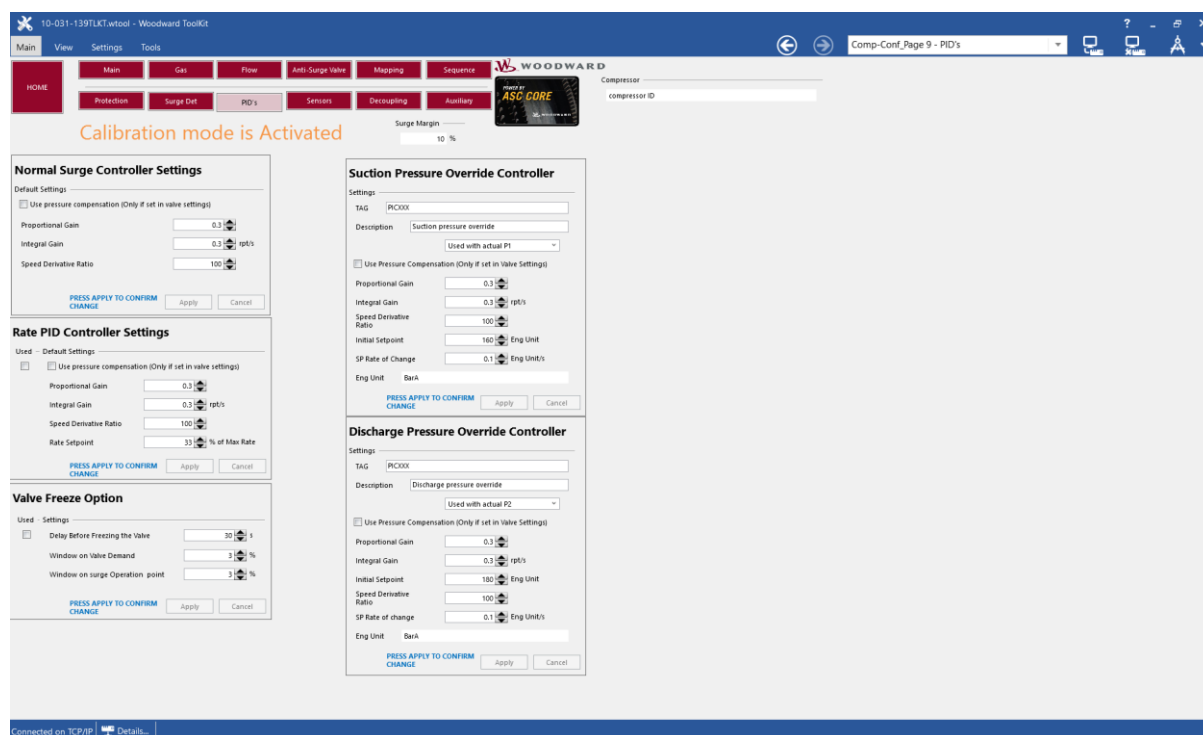 10-031-139TLKT.wtool - Woodward ToolKit
?
Main View Settings Tools
Comp-Conf_Page 9 - PID's
HOME
Main Gas Flow Anti-Surge Valve Mapping Sequence
WOODWARD
Protection Surge Det PID's Sensors Decoupling Auxiliary
POWER BY
ASC CORE
WOODWARD
Compressor
compressor ID
Calibration mode is Activated
Surge Margin
10 %
Normal Surge Controller Settings
Default Settings
Use pressure compensation (Only if set in valve settings)
Proportional Gain 0.3
Integral Gain 0.3 rpt/s
Speed Derivative Ratio 100
PRESS APPLY TO CONFIRM
CHANGE
Apply Cancel
Rate PID Controller Settings
Used Default Settings
Use pressure compensation (Only if set in valve settings)
Proportional Gain 0.3
Integral Gain 0.3 rpt/s
Speed Derivative Ratio 100
Rate Setpoint 33 % of Max Rate
PRESS APPLY TO CONFIRM
CHANGE
Apply Cancel
Valve Freeze Option
Used Settings
Delay Before Freezing the Valve 30 s
Window on Valve Demand 3 %
Window on surge Operation point 3 %
PRESS APPLY TO CONFIRM
CHANGE
Apply Cancel
Suction Pressure Override Controller
Settings
TAG PICXXX
Description Suction pressure override
Used with actual P1
Use Pressure Compensation (Only if set in Valve Settings)
Proportional Gain 0.3
Integral Gain 0.3 rpt/s
Speed Derivative
Ratio 100
Initial Setpoint 160 Eng Unit
SP Rate of Change 0.1 Eng Unit/s
Eng Unit BarA
PRESS APPLY TO CONFIRM
CHANGE
Apply Cancel
Discharge Pressure Override Controller
Settings
TAG PICXXX
Description Discharge pressure override
Used with actual P2
Use Pressure Compensation (Only if set in Valve Settings)
Proportional Gain 0.3
Integral Gain 0.3 rpt/s
Initial Setpoint 180 Eng Unit
Speed Derivative
Ratio 100
SP Rate of change 0.1 Eng Unit/s
Eng Unit BarA
PRESS APPLY TO CONFIRM
CHANGE
Apply Cancel
Connected on TCP/IP Details...